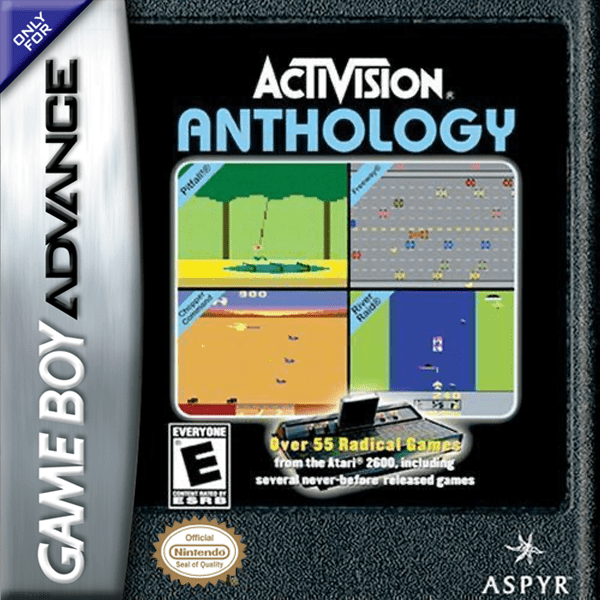 ONLY
FOR
GAME BOY ADVANCE
ACTIVISION®
ANTHOLOGY
Pitfall!®
Freeway®
Chopper
Command
900
River
Raid®
240
Over 55 Radical Games
from the Atari® 2600, including
several never-before released games
EVERYONE
E
CONTENT RATED BY
ESRB
Official
Nintendo
Seal of Quality
ASPYR